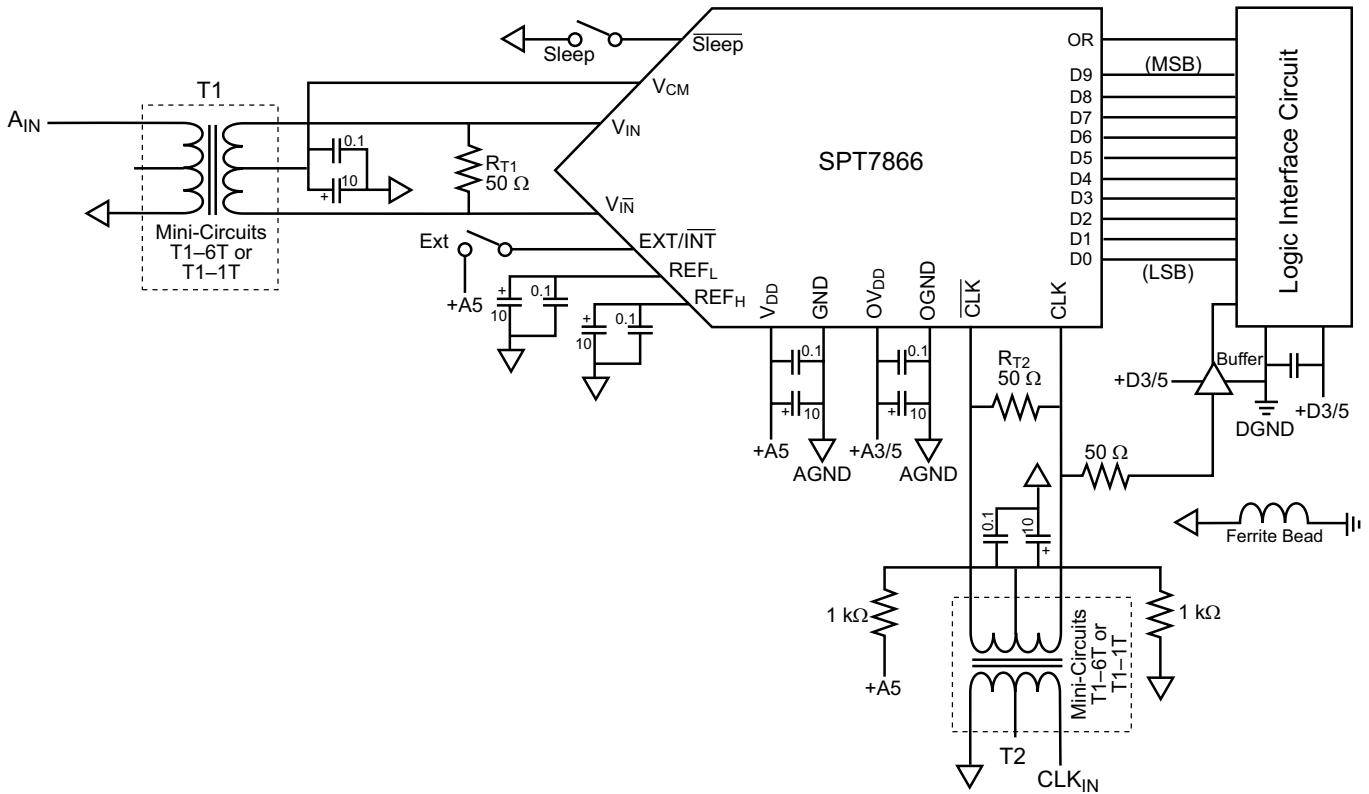 Sleep
Sleep
OR
(MSB)
T1
VCM
D9
D8
AIN
0.1
VIN
D7
D6
RT1
50 Ω
SPT7866
D5
10
+
D4
D3
VIN
D2
Mini-Circuits
T1–6T or
T1–1T
Ext
EXT/INT
D1
D0
(LSB)
Logic Interface Circuit
REFL
+A5
+
10
0.1
REFH
+
10
0.1
VDD
GND
OVDD
OGND
CLK
CLK
0.1
+
10
0.1
+
10
RT2
50 Ω
Buffer
+D3/5
+D3/5
DGND
+A5
AGND
+A3/5
AGND
50 Ω
0.1
10
+
Ferrite Bead
1 kΩ
1 kΩ
+A5
Mini-Circuits
T1–6T or
T1–1T
T2
CLKIN